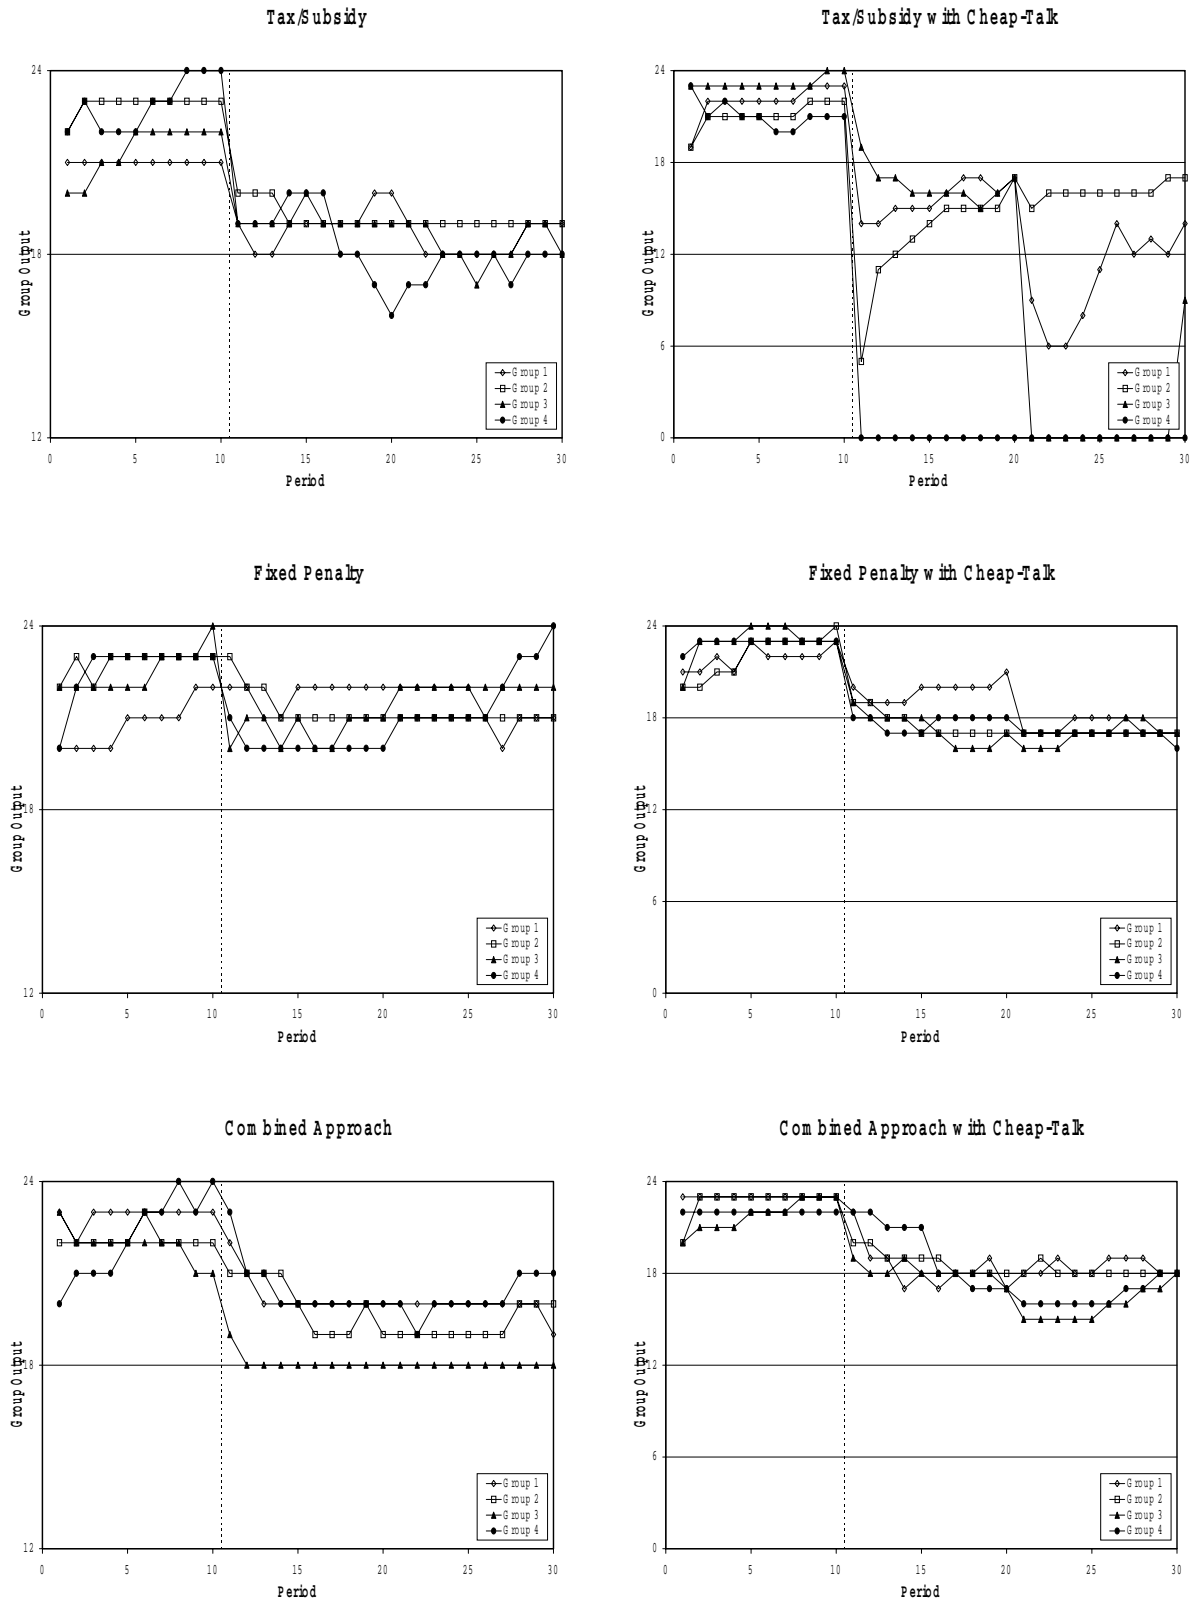 Tax/Subsidy
24
18
12
Group Output
0 5 10 15 20 25 30
Period
Group 1
Group 2
Group 3
Group 4
Tax/Subsidy with Cheap-Talk
24
18
12
6
0
Group Output
0 5 10 15 20 25 30
Period
Group 1
Group 2
Group 3
Group 4
Fixed Penalty
24
18
12
Group Output
0 5 10 15 20 25 30
Period
Group 1
Group 2
Group 3
Group 4
Fixed Penalty with Cheap-Talk
24
18
12
6
0
Group Output
0 5 10 15 20 25 30
Period
Group 1
Group 2
Group 3
Group 4
Combined Approach
24
18
12
Group Output
0 5 10 15 20 25 30
Period
Group 1
Group 2
Group 3
Group 4
Combined Approach with Cheap-Talk
24
18
12
6
0
Group Output
0 5 10 15 20 25 30
Period
Group 1
Group 2
Group 3
Group 4